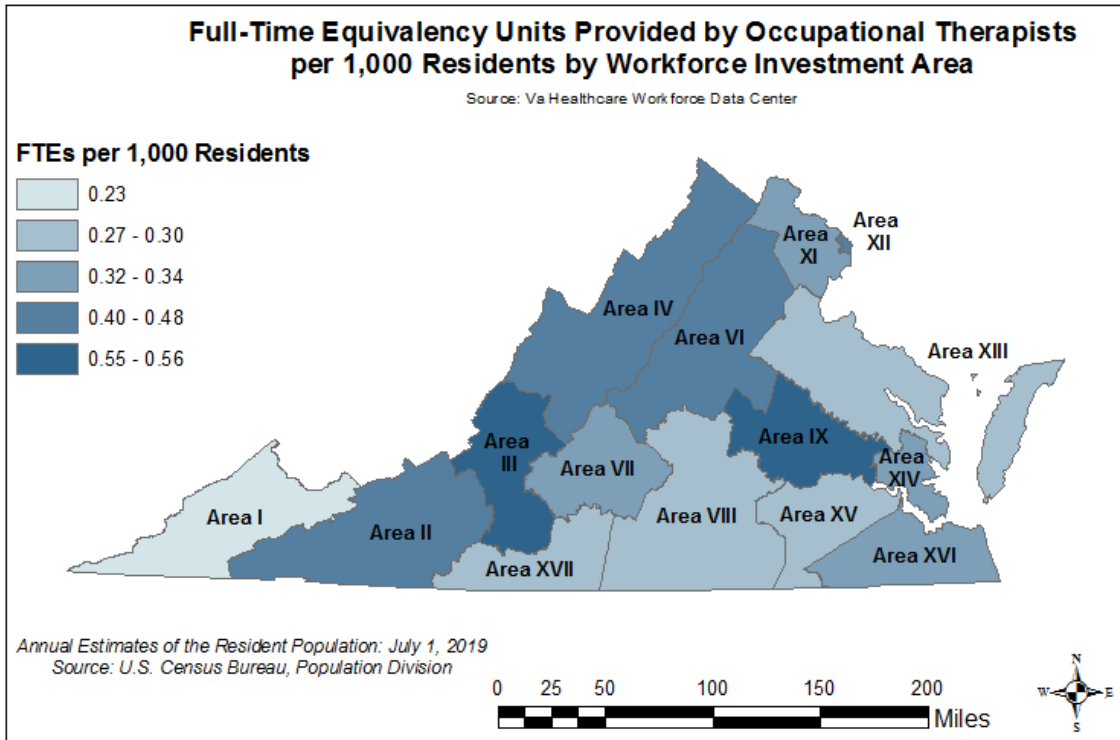 Full-Time Equivalency Units Provided by Occupational Therapists
per 1,000 Residents by Workforce Investment Area
Source: Va Healthcare Workforce Data Center
FTEs per 1,000 Residents
0.23
0.27 - 0.30
0.32 - 0.34
0.40 - 0.48
0.55 - 0.56
Area
XII
Area
XI
Area IV
Area VI
Area XIII
Area
III
Area IX
Area VII
Area
XIV
Area I
Area VIII
Area XV
Area II
Area XVI
Area XVII
Annual Estimates of the Resident Population: July 1, 2019
Source: U.S. Census Bureau, Population Division
0 25 50 100 150 200
Miles
N
W E
S